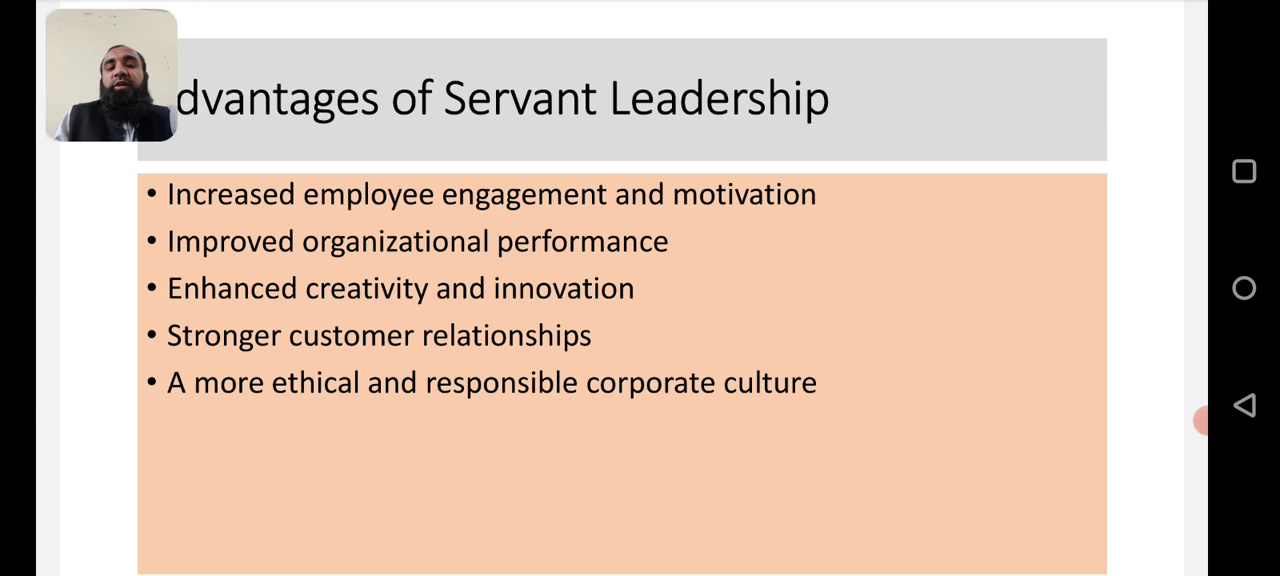 dvantages of Servant Leadership
• Increased employee engagement and motivation
• Improved organizational performance
• Enhanced creativity and innovation
• Stronger customer relationships
• A more ethical and responsible corporate culture